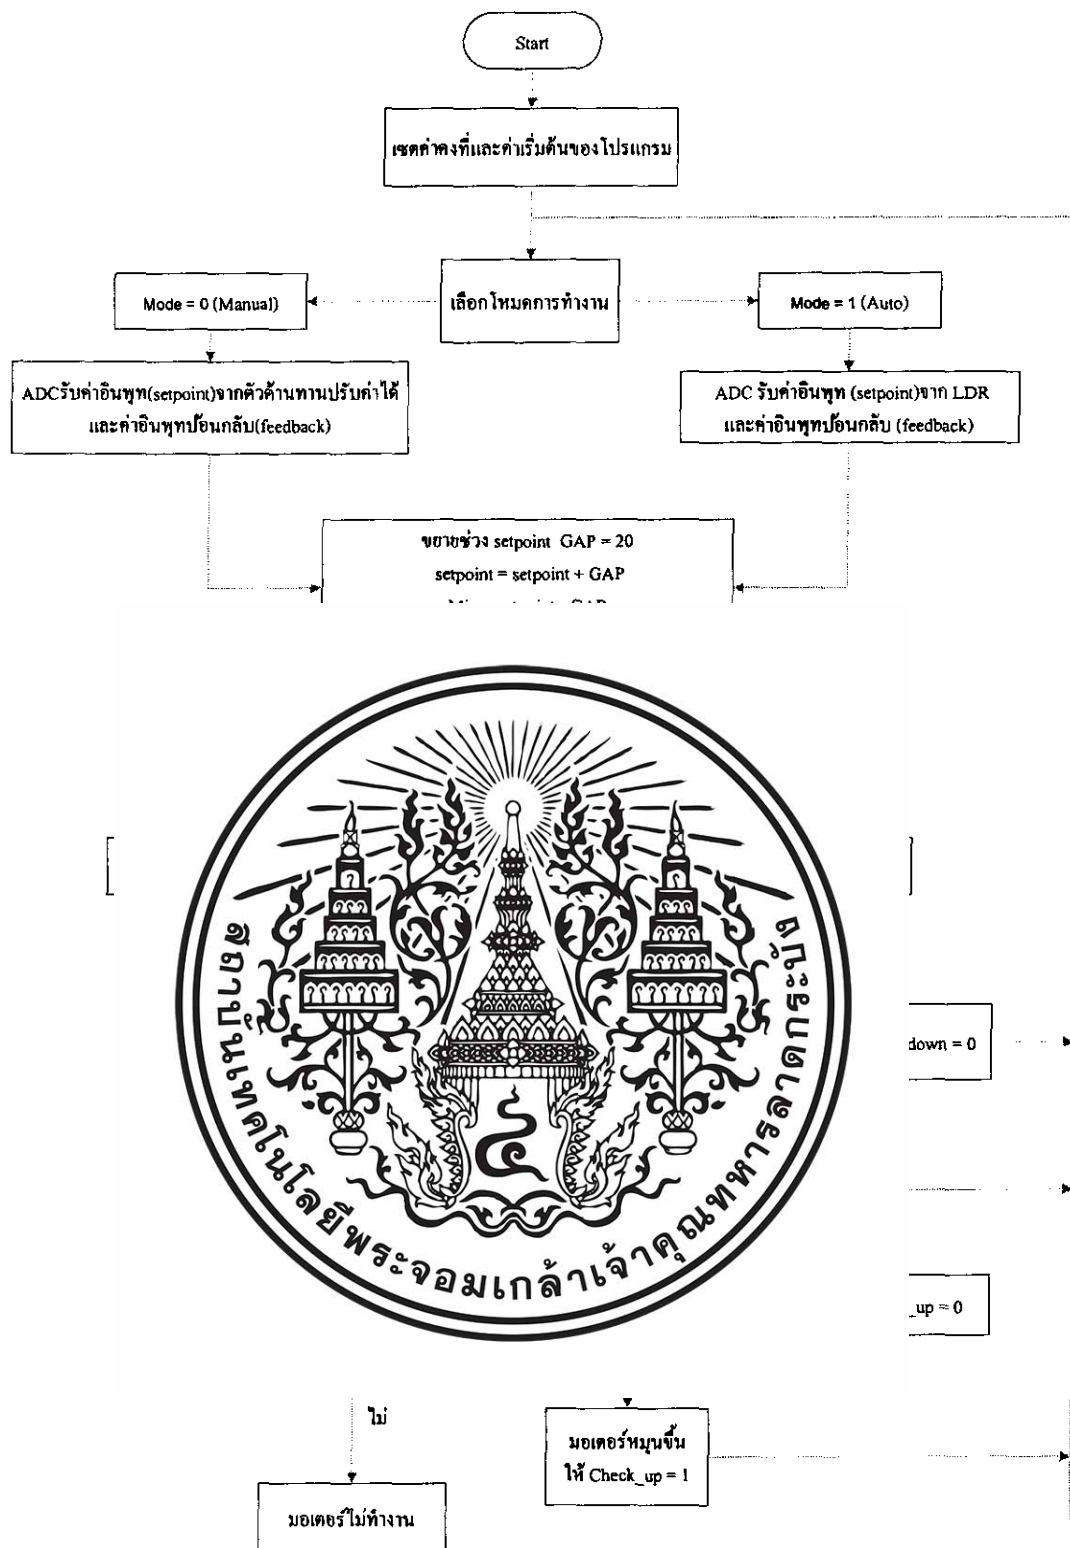 Start
เซตค่าคงที่และค่าเริ่มต้นของโปรแกรม
เลือกโหมดการทำงาน
Mode = 0 (Manual)
Mode = 1 (Auto)
ADCรับค่าอินพุท(setpoint)จากตัวต้านทานปรับค่าได้
และค่าอินพุทป้อนกลับ(feedback)
ADC รับค่าอินพุท (setpoint)จาก LDR
และค่าอินพุทป้อนกลับ (feedback)
ขยายช่วง setpoint GAP = 20
setpoint = setpoint + GAP
สถาบันเทคโนโลยีพระจอมเกล้าเจ้าคุณทหารลาดกระบัง
๔
down = 0
_up = 0
ไม่
มอเตอร์หมุนขึ้น
ให้ Check_up = 1
มอเตอร์ไม่ทำงาน